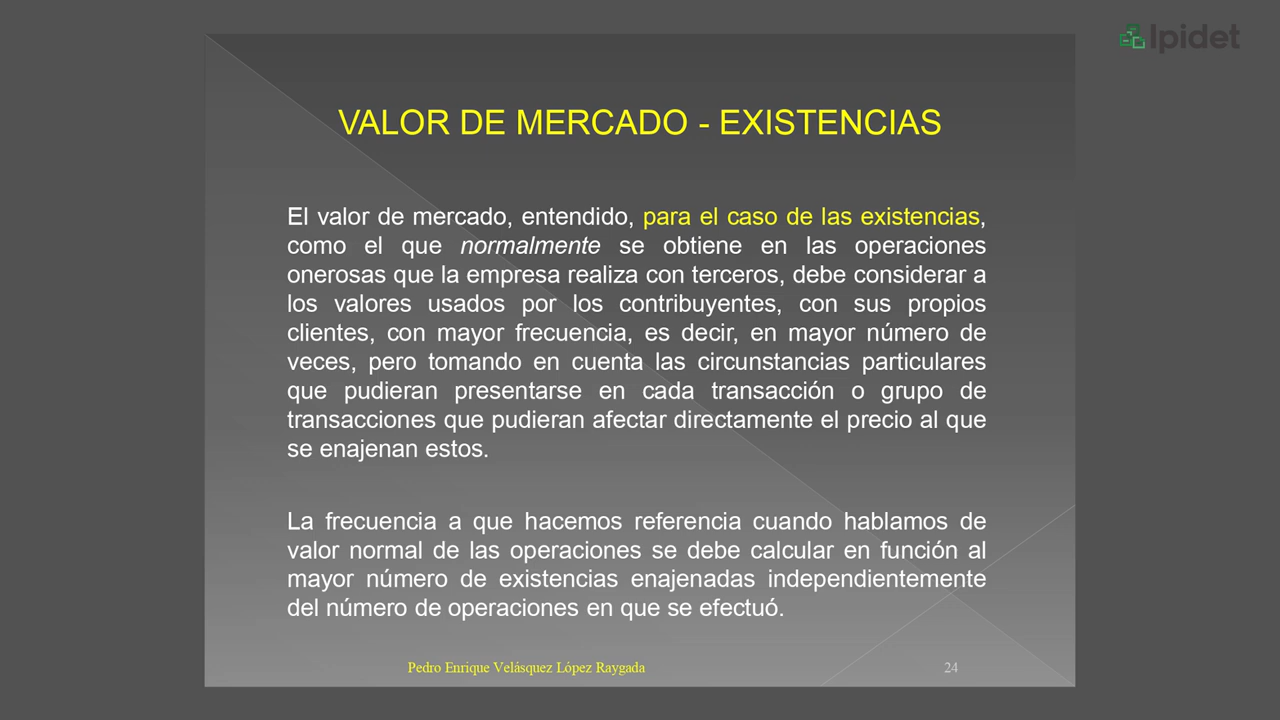 Ipidet
VALOR DE MERCADO - EXISTENCIAS
El valor de mercado, entendido, para el caso de las existencias,
como el que normalmente se obtiene en las operaciones
onerosas que la empresa realiza con terceros, debe considerar a
los valores usados por los contribuyentes, con sus propios
clientes, con mayor frecuencia, es decir, en mayor número de
veces, pero tomando en cuenta las circunstancias particulares
que pudieran presentarse en cada transacción o grupo de
transacciones que pudieran afectar directamente el precio al que
se enajenan estos.
La frecuencia a que hacemos referencia cuando hablamos de
valor normal de las operaciones se debe calcular en función al
mayor número de existencias enajenadas independientemente
del número de operaciones en que se efectuó.
Pedro Enrique Velásquez López Raygada
24